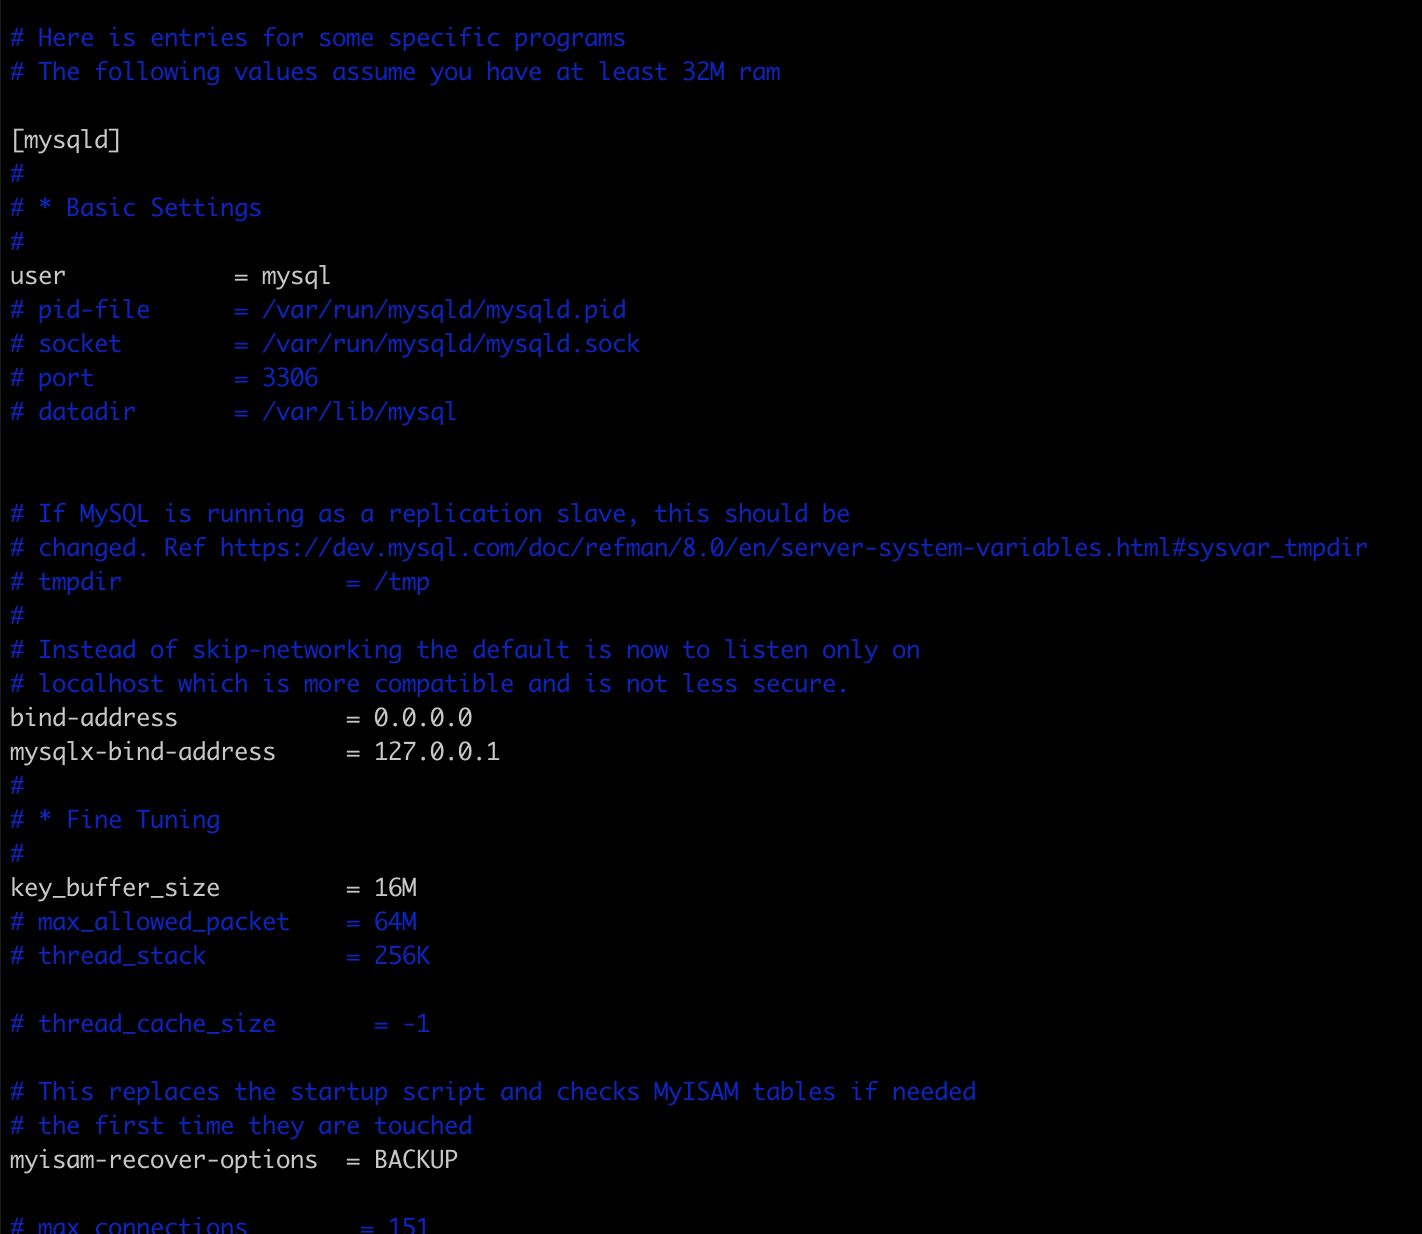 # Here is entries for some specific programs
# The following values assume you have at least 32M ram
[mysqld]
#
# * Basic Settings
#
user            = mysql
# pid-file      = /var/run/mysqld/mysqld.pid
# socket        = /var/run/mysqld/mysqld.sock
# port          = 3306
# datadir       = /var/lib/mysql
# If MySQL is running as a replication slave, this should be
# changed. Ref https://dev.mysql.com/doc/refman/8.0/en/server-system-variables.html#sysvar_tmpdir
# tmpdir                = /tmp
#
# Instead of skip-networking the default is now to listen only on
# localhost which is more compatible and is not less secure.
bind-address            = 0.0.0.0
mysqlx-bind-address     = 127.0.0.1
#
# * Fine Tuning
#
key_buffer_size         = 16M
# max_allowed_packet    = 64M
# thread_stack          = 256K
# thread_cache_size       = -1
# This replaces the startup script and checks MyISAM tables if needed
# the first time they are touched
myisam-recover-options  = BACKUP
# max_connections        = 151